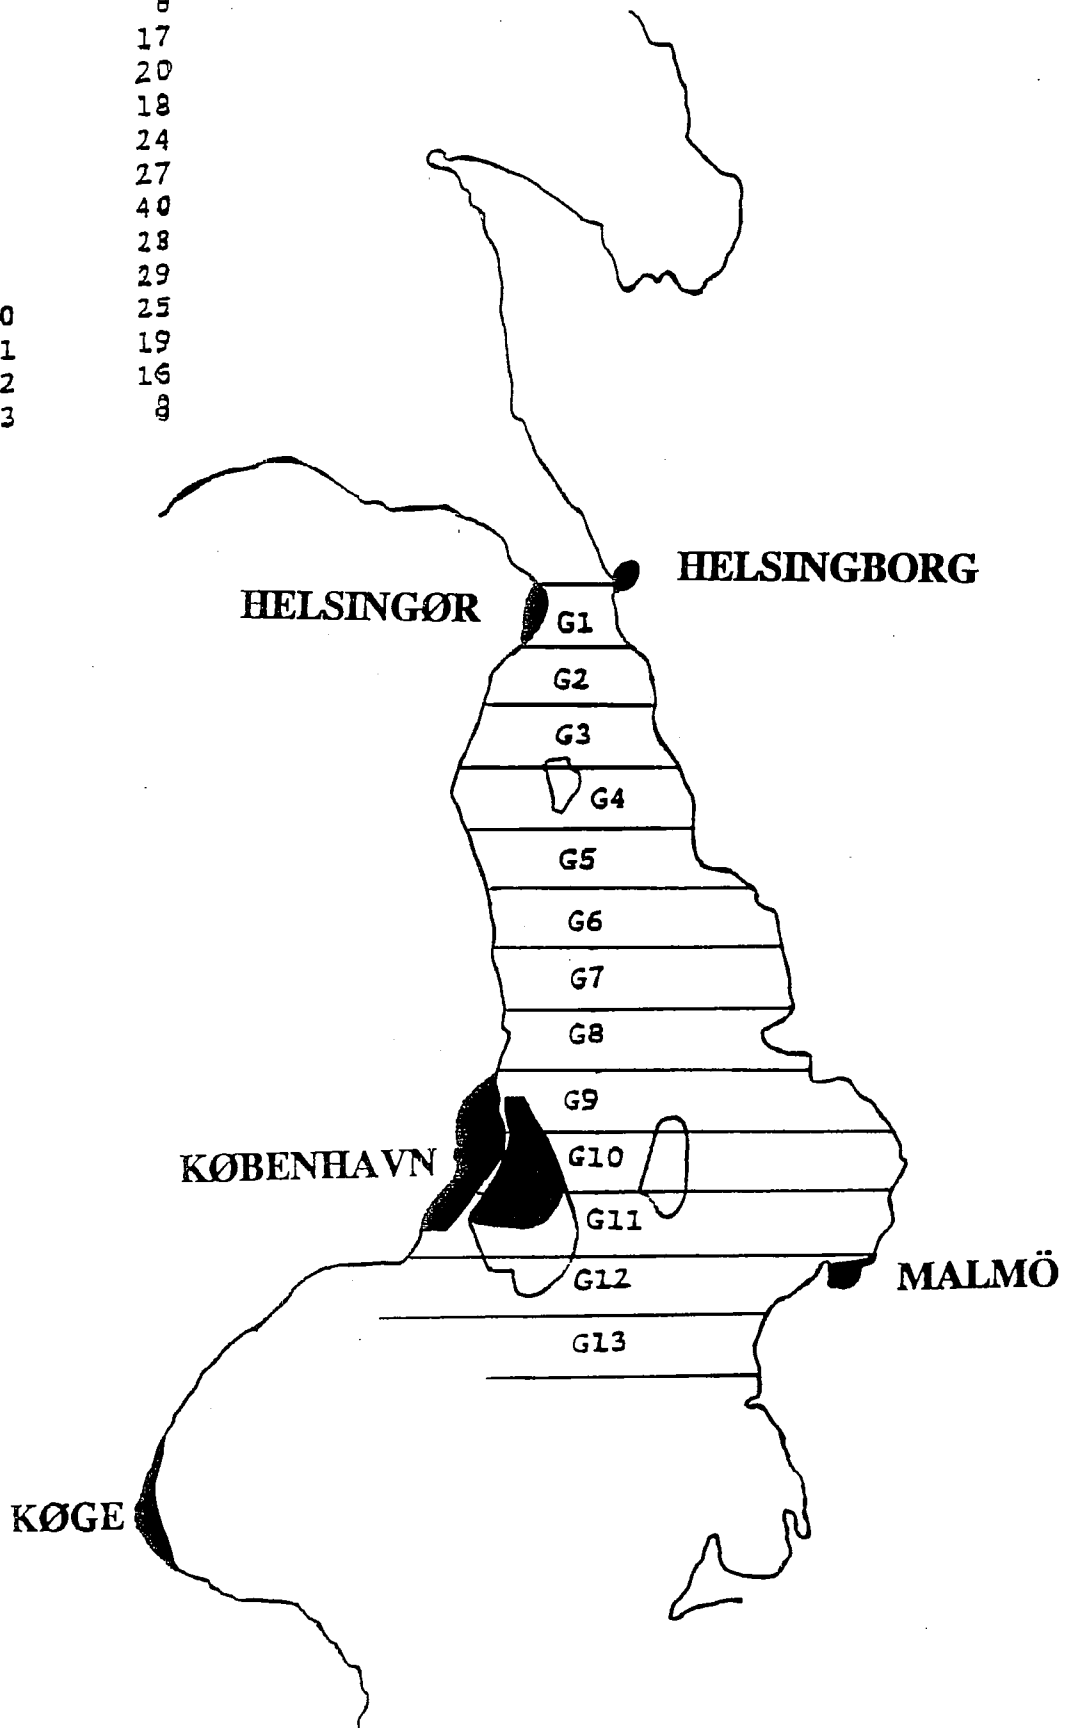 17
20
18
24
27
40
28
29
0 25
1 19
2 16
3 8
HELSINGBORG
HELSINGØR
G1
G2
G3
G4
G5
G6
G7
G8
G9
KØBENHAVN
G10
G11
G12
MALMÖ
G13
KØGE